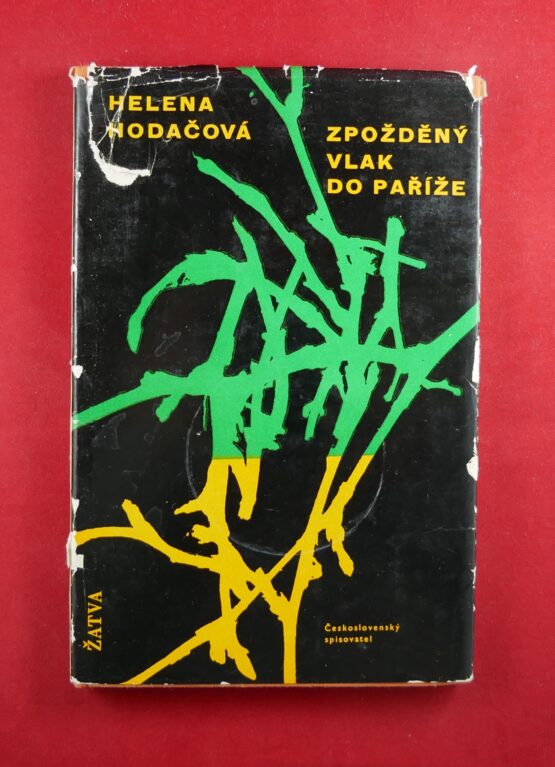 HELENA
HODAČOVÁ
ZPOŽDĚNÝ
VLAK
DO PAŘÍŽE
ŽATVA
Československý
spisovatel